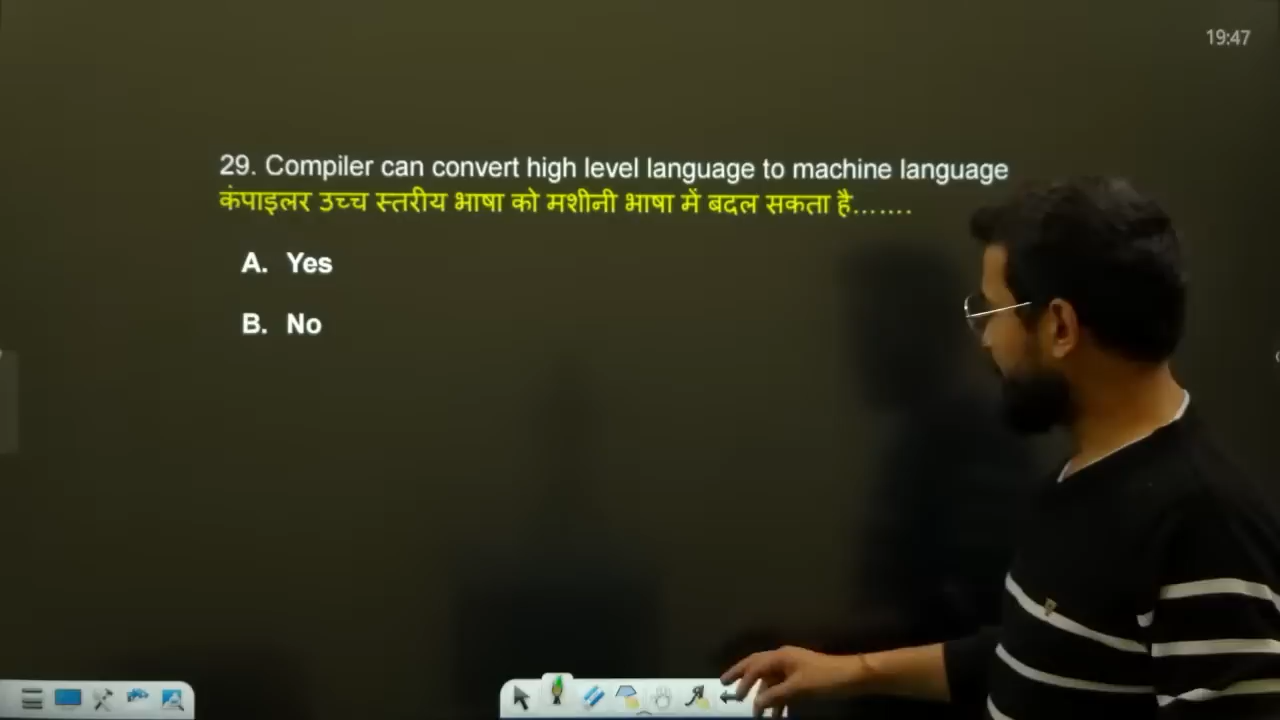 19:47
29. Compiler can convert high level language to machine language
कंपाइलर उच्च स्तरीय भाषा को मशीनी भाषा में बदल सकता है…….
A. Yes
B. No